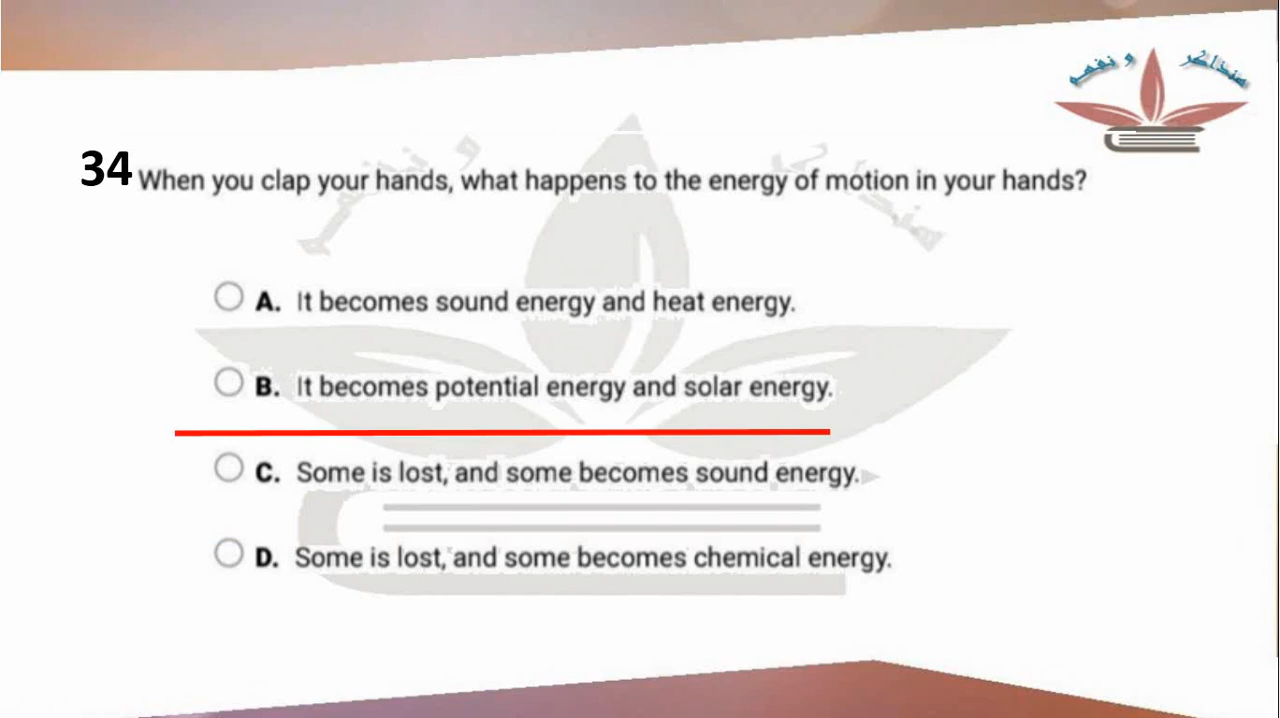 منذاكر و نفهم
34 When you clap your hands, what happens to the energy of motion in your hands?
A. It becomes sound energy and heat energy.
B. It becomes potential energy and solar energy.
C. Some is lost, and some becomes sound energy.
D. Some is lost, and some becomes chemical energy.